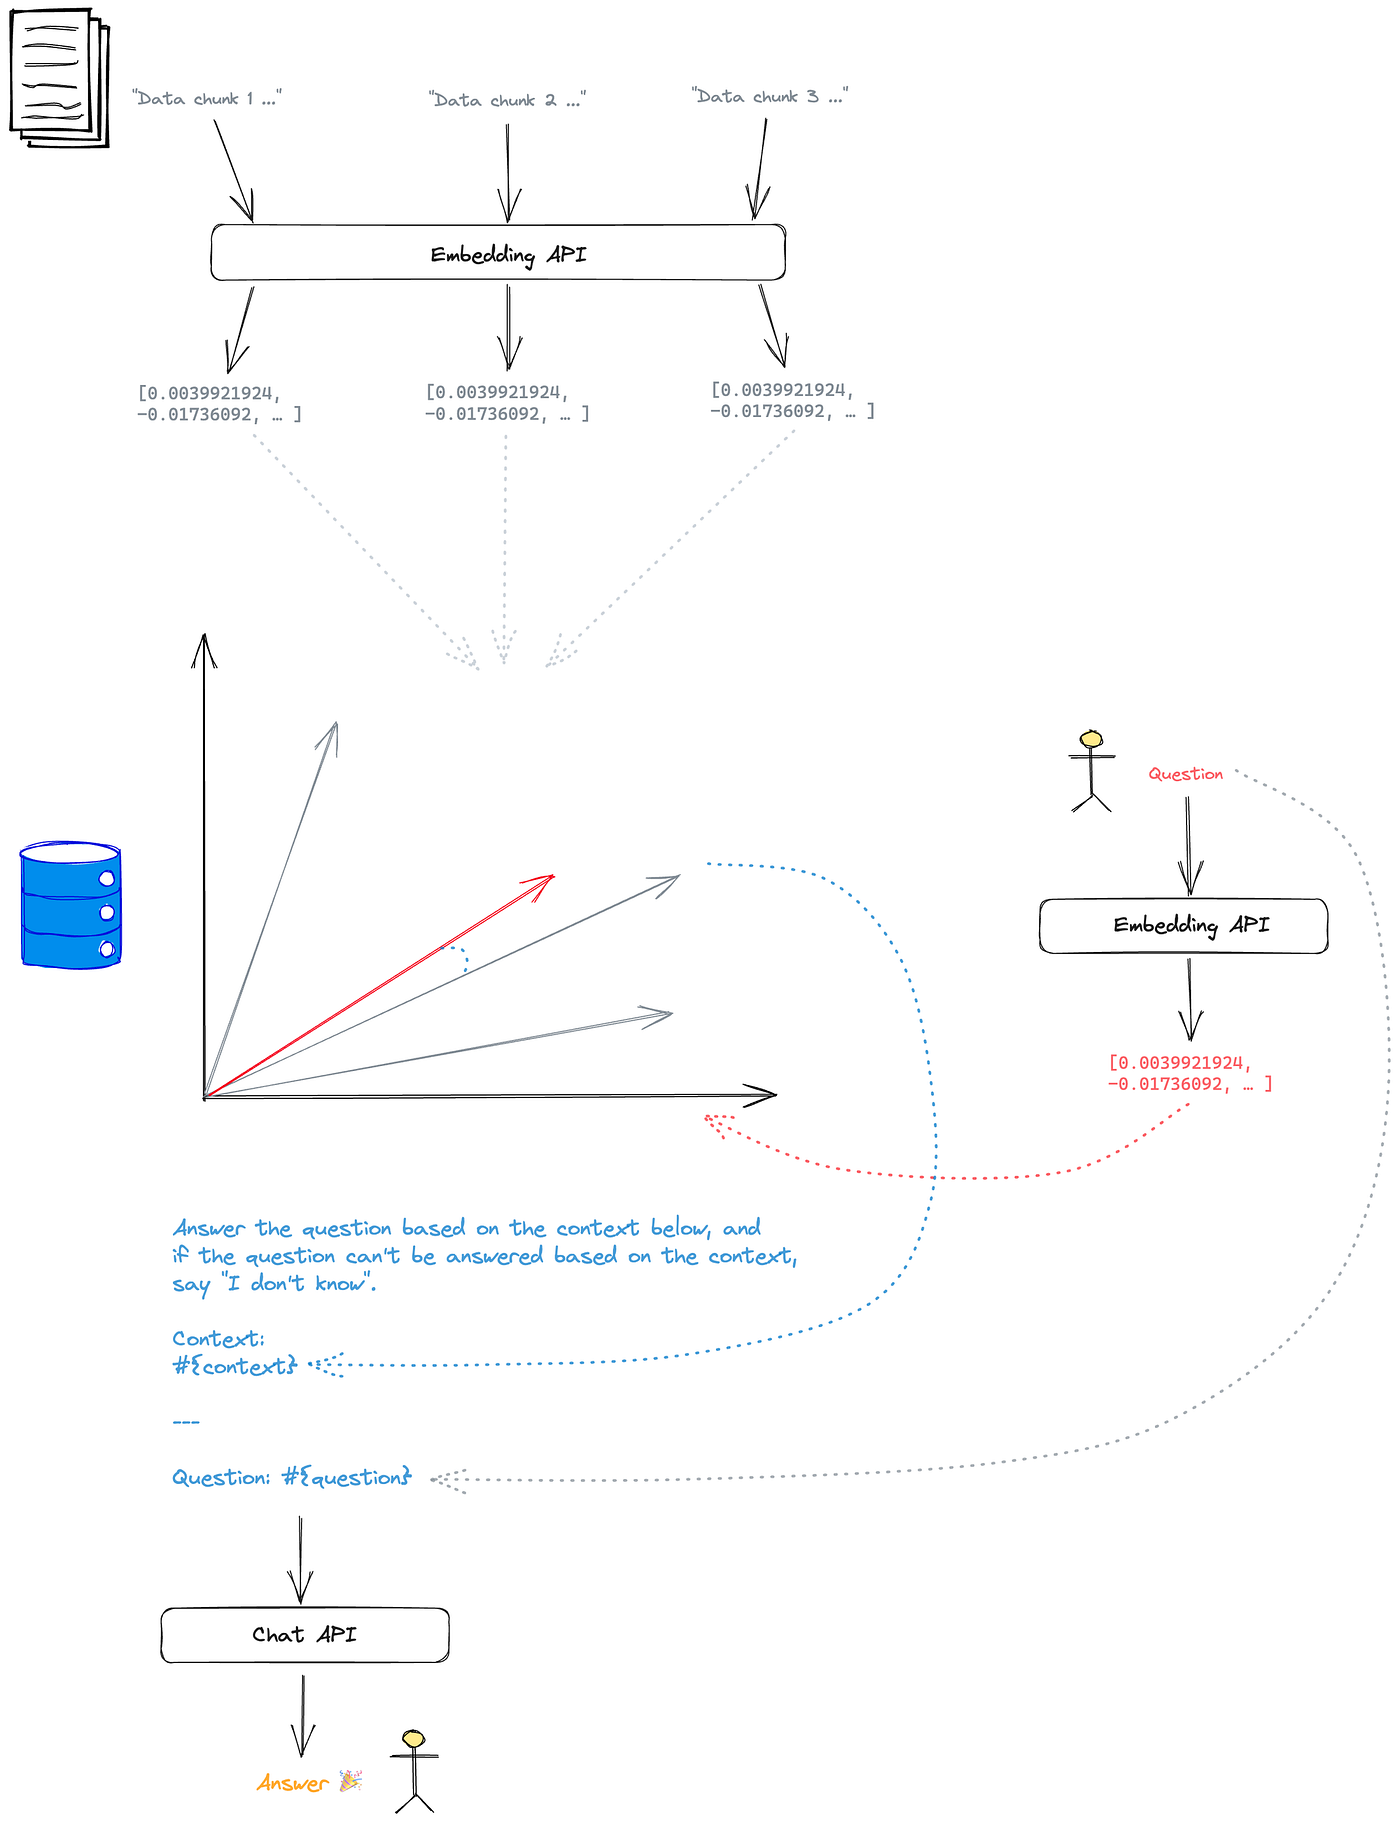 "Data chunk 1 ..."
"Data chunk 2 ..."
"Data chunk 3 ..."
Embedding API
[0.0039921924,
-0.01736092, … ]
[0.0039921924,
-0.01736092, … ]
[0.0039921924,
-0.01736092, … ]
Question
Embedding API
[0.0039921924,
-0.01736092, … ]
Answer the question based on the context below, and
if the question can't be answered based on the context,
say "I don't know".
Context:
#{context}
---
Question: #{question}
Chat API
Answer 🎉